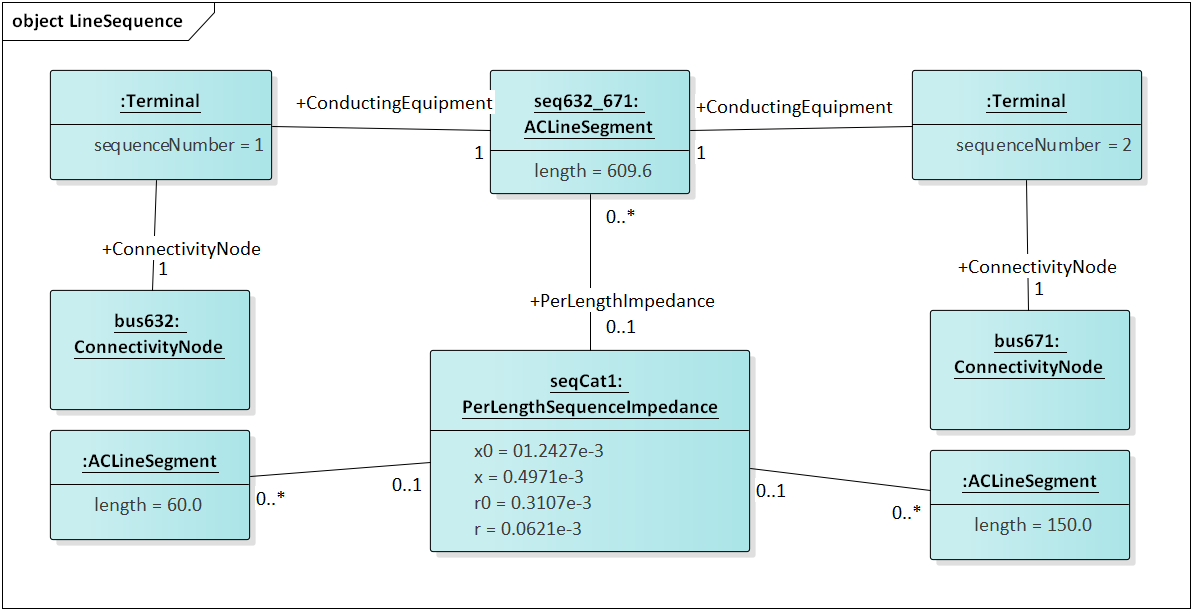 object LineSequence
:Terminal
sequenceNumber = 1
+ConductingEquipment
1
seq632_671:
ACLineSegment
length = 609.6
+ConductingEquipment
1
:Terminal
sequenceNumber = 2
0..*
+ConnectivityNode
1
+ConnectivityNode
1
+PerLengthImpedance
0..1
bus632:
ConnectivityNode
bus671:
ConnectivityNode
seqCat1:
PerLengthSequenceImpedance
x0 = 01.2427e-3
x = 0.4971e-3
r0 = 0.3107e-3
r = 0.0621e-3
:ACLineSegment
length = 60.0
0..*
0..1
0..1
0..*
:ACLineSegment
length = 150.0